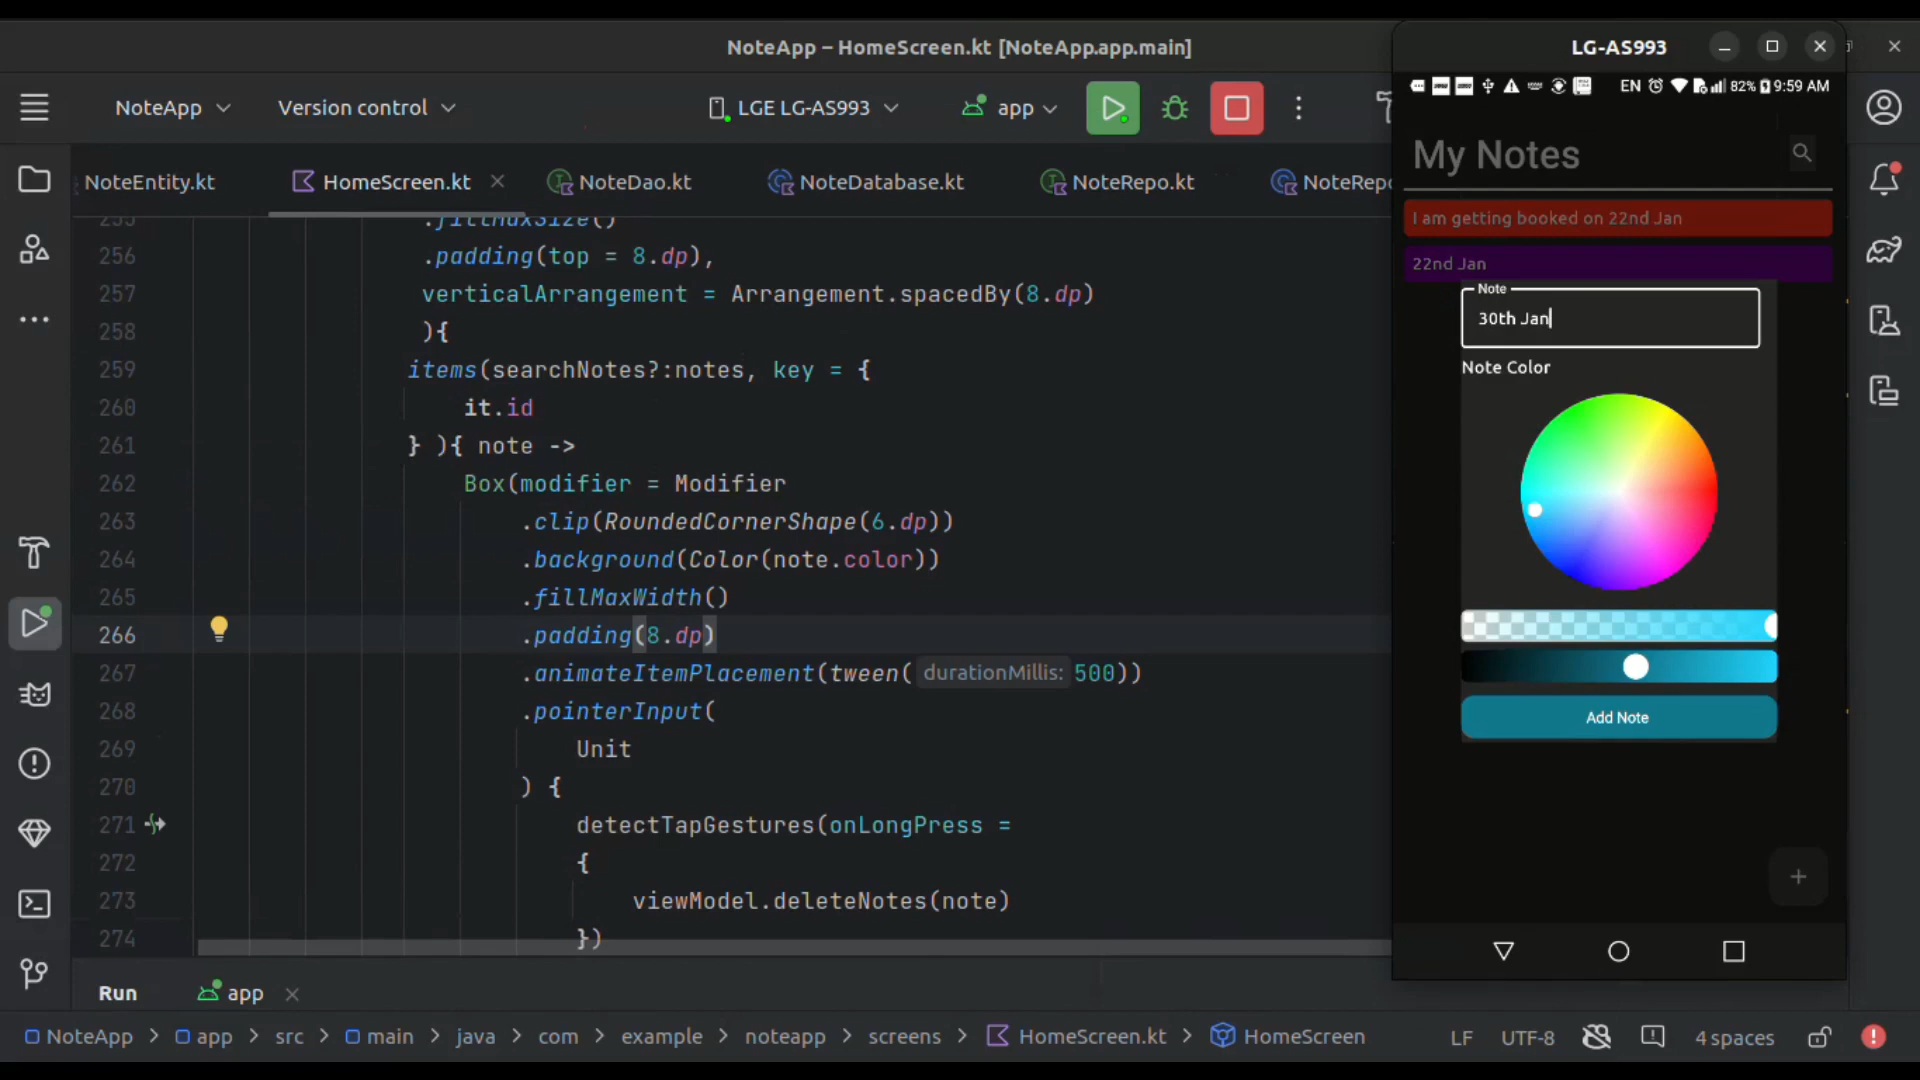 NoteApp – HomeScreen.kt [NoteApp.app.main]
NoteApp
Version control
LGE LG-AS993
app
NoteEntity.kt
HomeScreen.kt
NoteDao.kt
NoteDatabase.kt
NoteRepo.kt
NoteRepo
255 .fillMaxSize()
256 .padding(top = 8.dp),
257 verticalArrangement = Arrangement.spacedBy(8.dp)
258 ){
259 items(searchNotes?:notes, key = {
260 it.id
261 } ){ note ->
262 Box(modifier = Modifier
263 .clip(RoundedCornerShape(6.dp))
264 .background(Color(note.color))
265 .fillMaxWidth()
266 .padding(8.dp)
267 .animateItemPlacement(tween( durationMillis: 500))
268 .pointerInput(
269 Unit
270 ) {
271 detectTapGestures(onLongPress =
272 {
273 viewModel.deleteNotes(note)
274 })
Run
app
NoteApp > app > src > main > java > com > example > noteapp > screens > HomeScreen.kt > HomeScreen
LF UTF-8 4 spaces
LG-AS993
EN 82% 9:59 AM
My Notes
I am getting booked on 22nd Jan
22nd Jan
Note
30th Jan
Note Color
Add Note